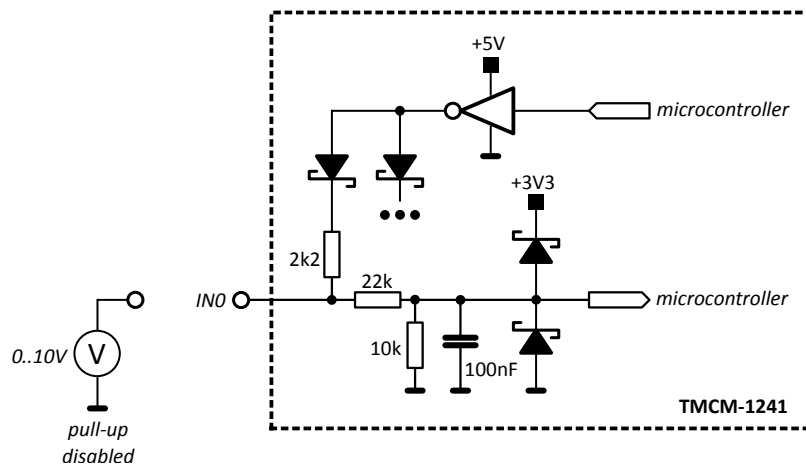 +5V
microcontroller
+3V3
2k2
22k
IN0
microcontroller
0..10V
V
10k
100nF
TMCM-1241
pull-up
disabled